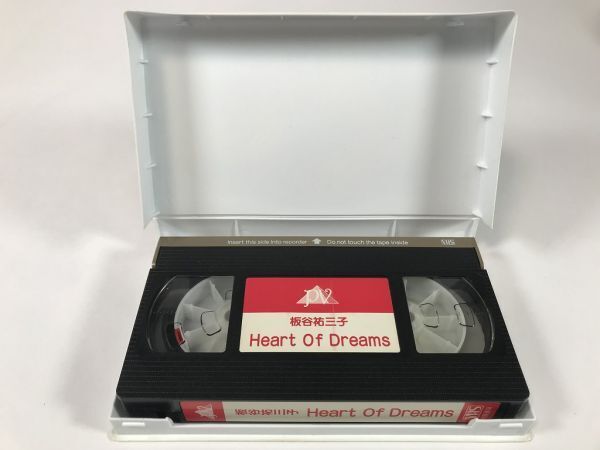 Insert this side into recorder ⇧ Do not touch the tape inside VHS
PV
板谷祐三子
Heart Of Dreams
板谷祐三子 Heart Of Dreams